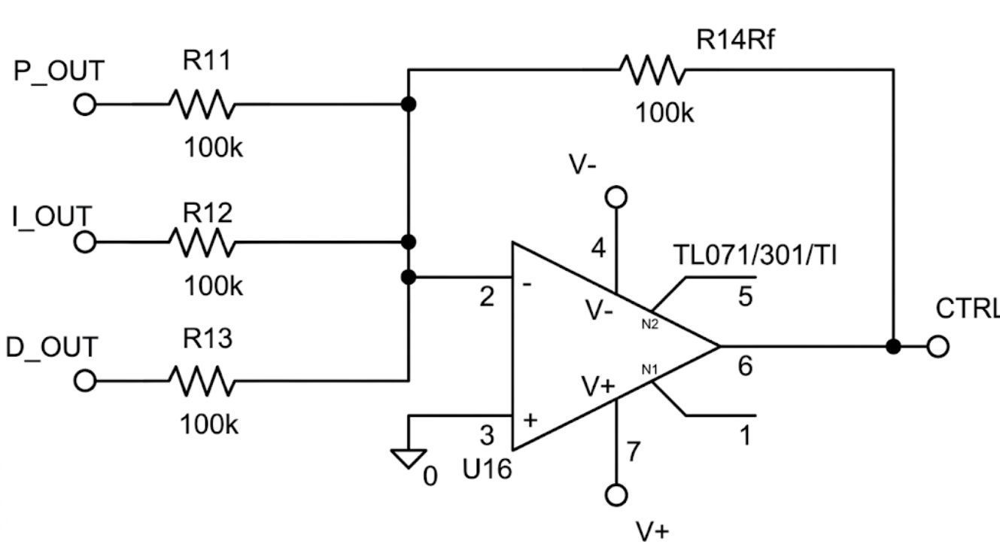 R14Rf
P_OUT
R11
100k
100k
V-
I_OUT
R12
100k
4
TL071/301/TI
2
-
V-
N2
5
CTRL
D_OUT
R13
6
N1
V+
100k
3
+
1
7
U16
0
V+